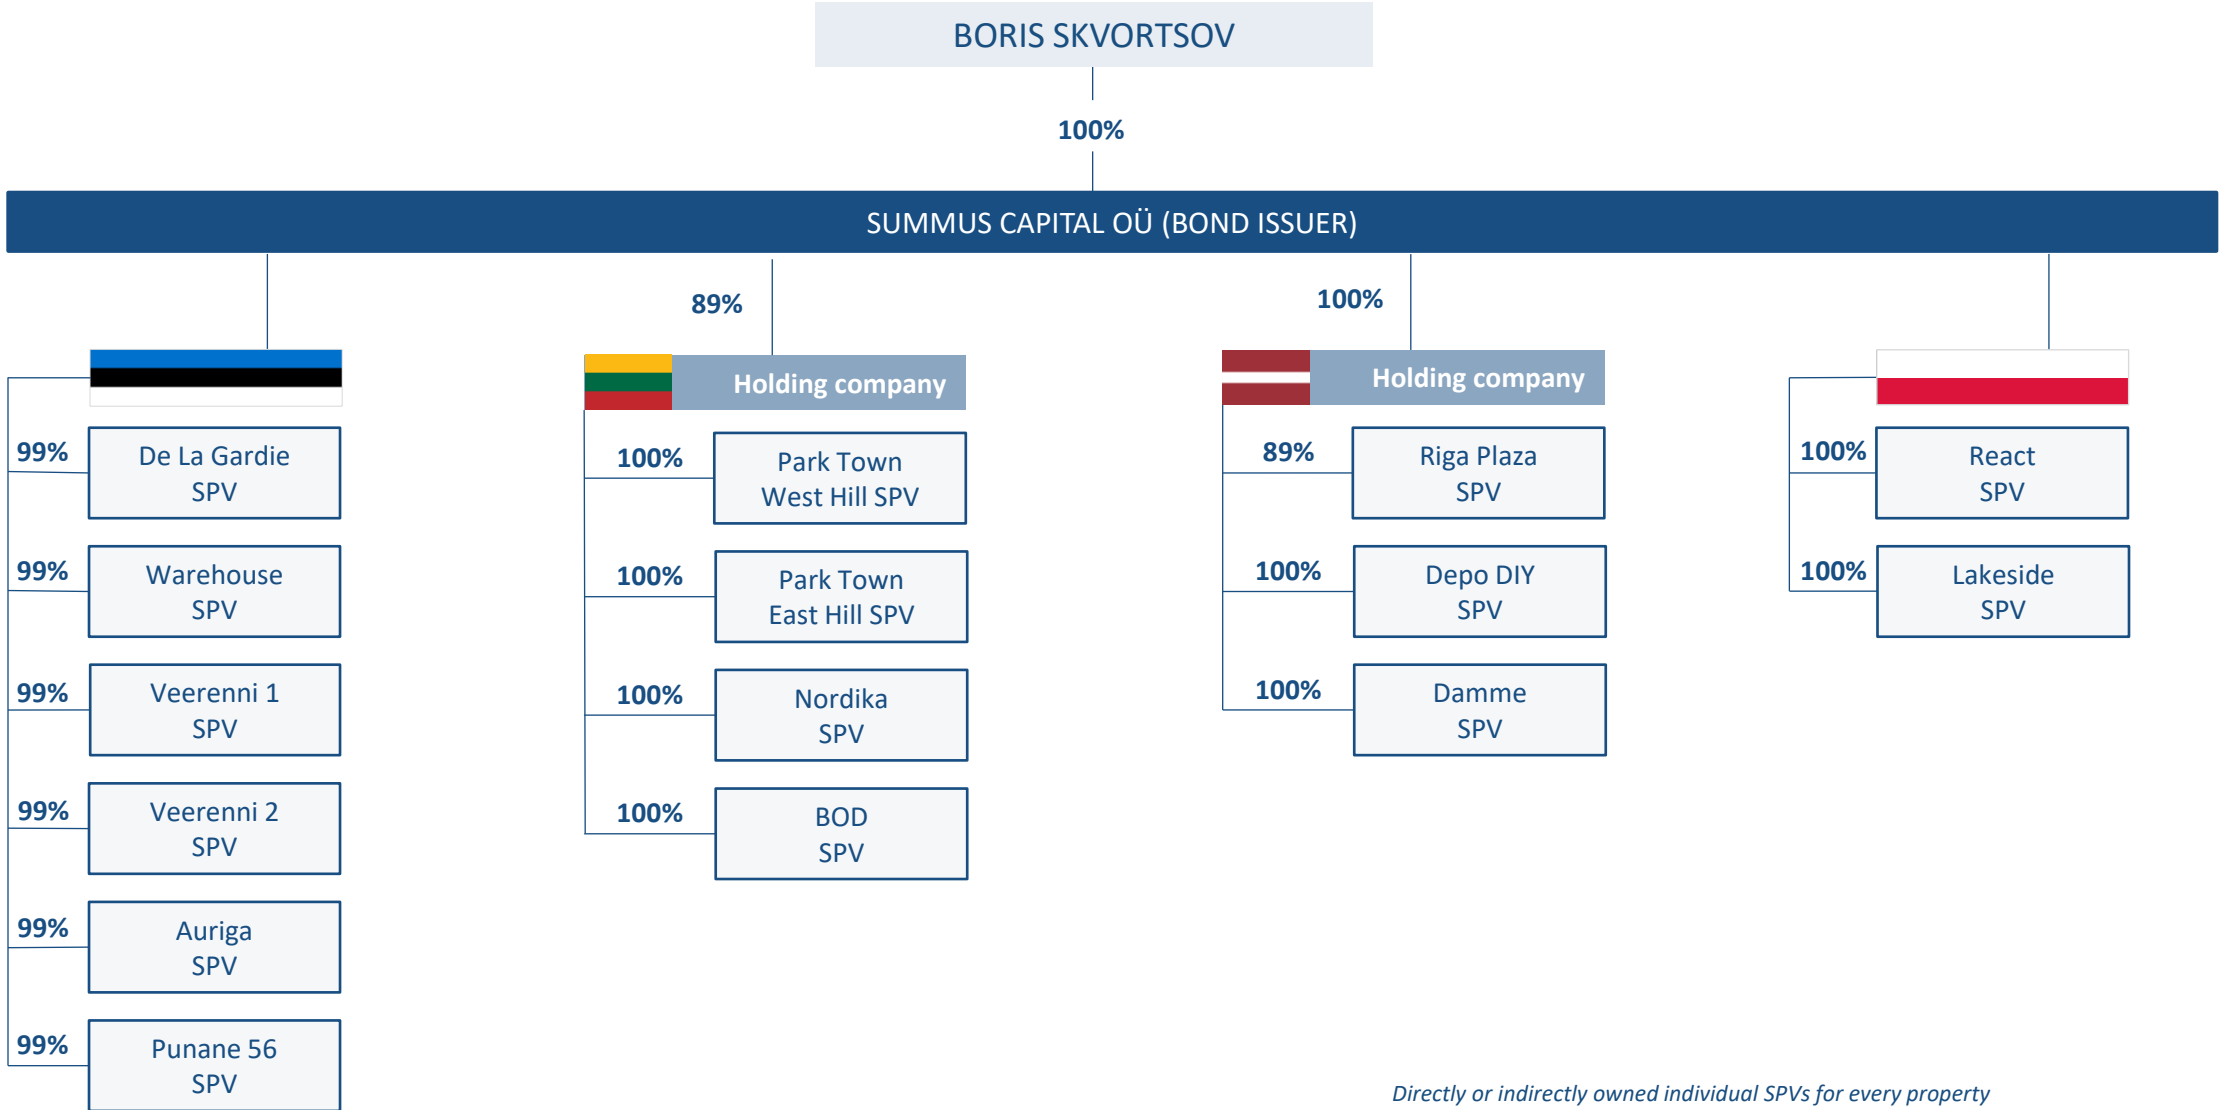 BORIS SKVORTSOV
100%
SUMMUS CAPITAL OÜ (BOND ISSUER)
99%
De La Gardie
SPV
99%
Warehouse
SPV
99%
Veerenni 1
SPV
99%
Veerenni 2
SPV
99%
Auriga
SPV
99%
Punane 56
SPV
89%
Holding company
100%
Park Town
West Hill SPV
100%
Park Town
East Hill SPV
100%
Nordika
SPV
100%
BOD
SPV
100%
Holding company
89%
Riga Plaza
SPV
100%
Depo DIY
SPV
100%
Damme
SPV
100%
React
SPV
100%
Lakeside
SPV
Directly or indirectly owned individual SPVs for every property